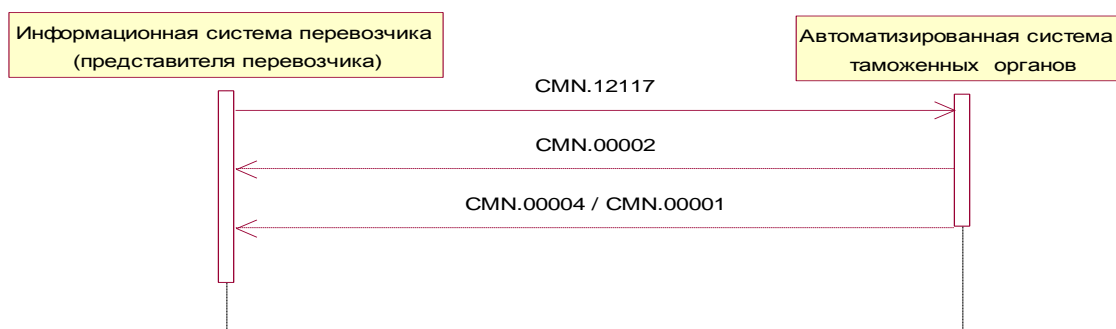 Информационная система перевозчика
(представителя перевозчика)
Автоматизированная система
таможенных органов
CMN.12117
CMN.00002
CMN.00004 / CMN.00001